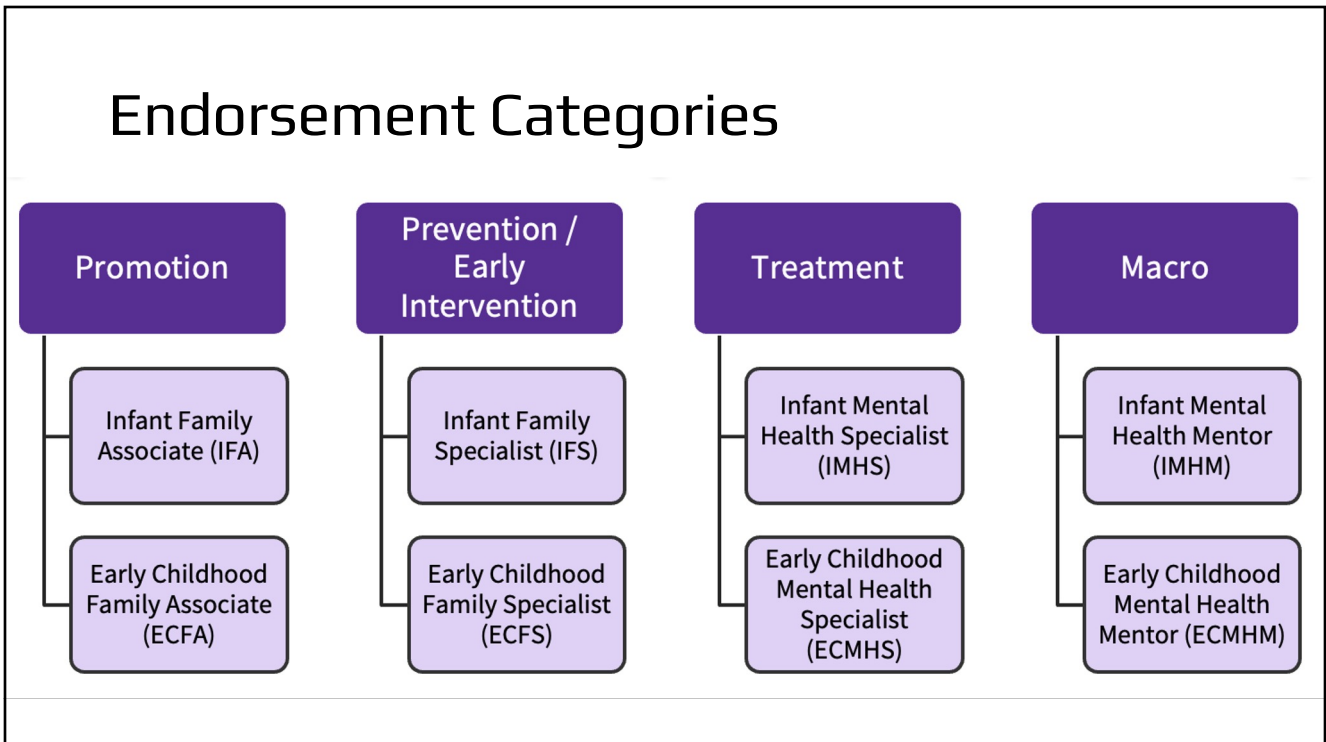 Endorsement Categories
Promotion
Infant Family
Associate (IFA)
Early Childhood
Family Associate
(ECFA)
Prevention /
Early
Intervention
Infant Family
Specialist (IFS)
Early Childhood
Family Specialist
(ECFS)
Treatment
Infant Mental
Health Specialist
(IMHS)
Early Childhood
Mental Health
Specialist
(ECMHS)
Macro
Infant Mental
Health Mentor
(IMHM)
Early Childhood
Mental Health
Mentor (ECMHM)